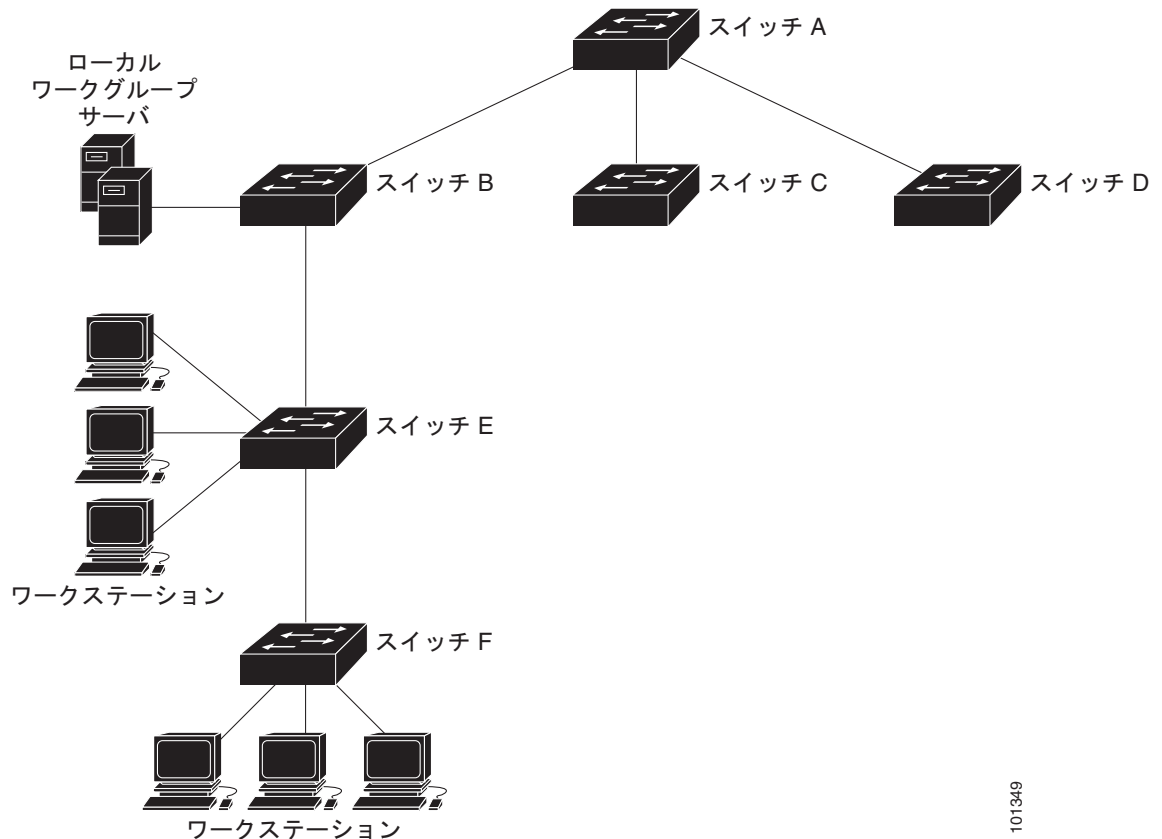 スイッチ A
ローカル
ワークグループ
サーバ
スイッチ B
スイッチ C
スイッチ D
スイッチ E
ワークステーション
スイッチ F
ワークステーション
101349